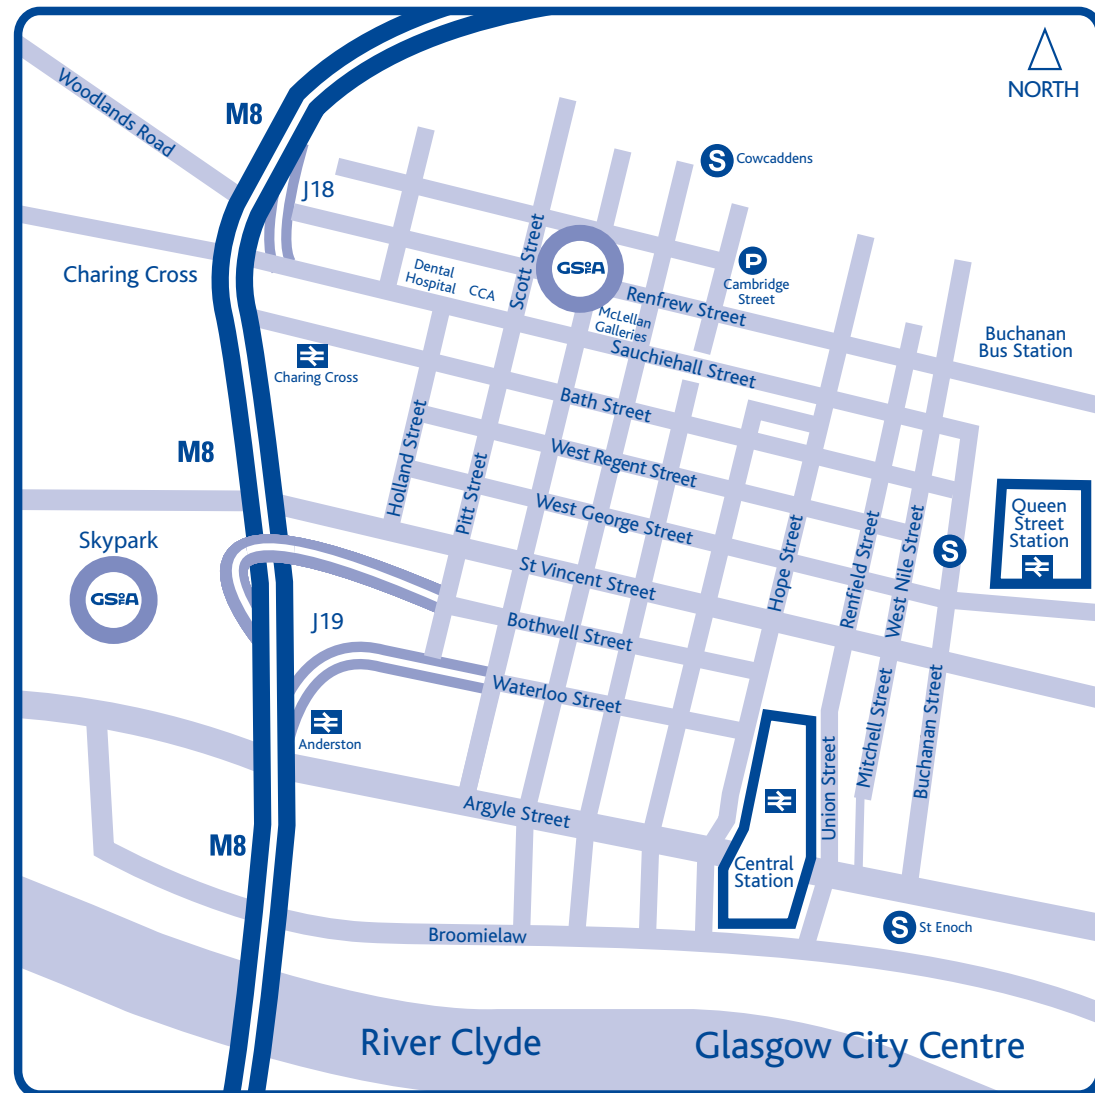 NORTH
M8
Woodlands Road
J18
S
Cowcaddens
P
Cambridge
Street
Charing Cross
Dental
Hospital
CCA
Scott Street
GSOFA
McLellan
Galleries
Renfrew Street
Sauchiehall Street
Buchanan
Bus Station
Charing Cross
Bath Street
M8
Holland Street
Pitt Street
West Regent Street
West George Street
St Vincent Street
Hope Street
Renfield Street
West Nile Street
S
Queen
Street
Station
Skypark
GSOFA
J19
Bothwell Street
Waterloo Street
Anderston
Argyle Street
Union Street
Mitchell Street
Buchanan Street
M8
Central
Station
S
St Enoch
Broomielaw
River Clyde
Glasgow City Centre